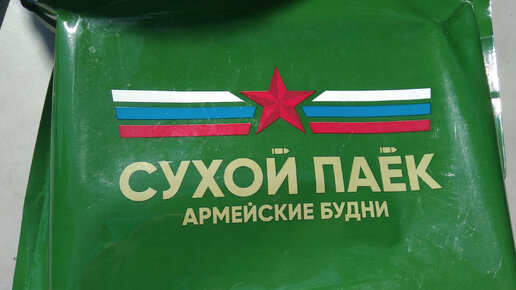 СУХОЙ ПАЁК
АРМЕЙСКИЕ БУДНИ